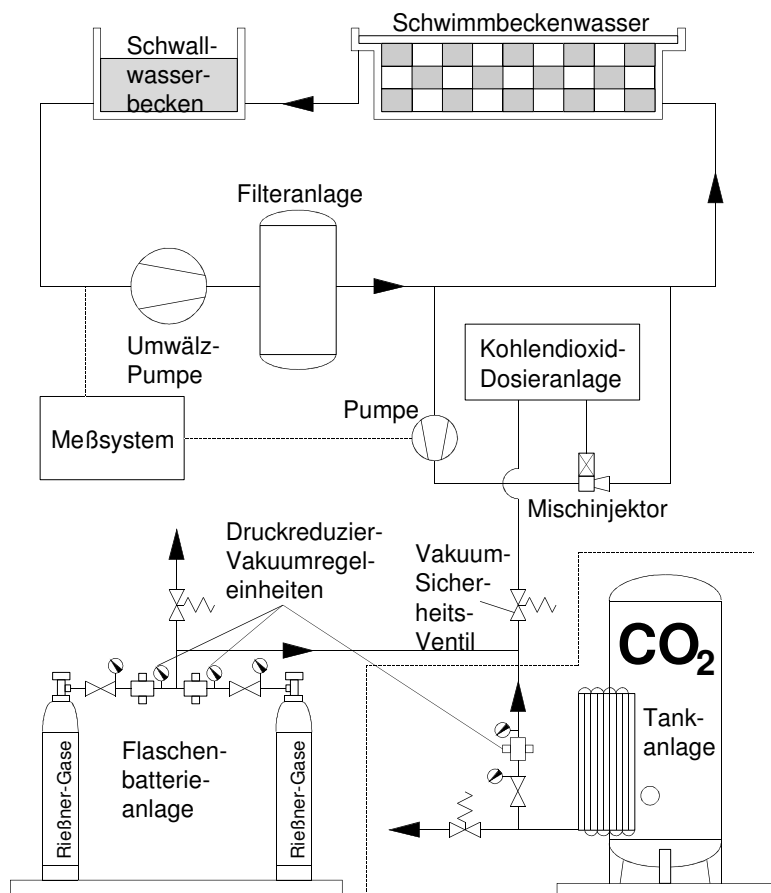 Schwimmbeckenwasser
Schwall-
wasser-
becken
Filteranlage
Umwälz-
Pumpe
Kohlendioxid-
Dosieranlage
Pumpe
Meßsystem
Mischinjektor
Druckreduzier-
Vakuumregel-
einheiten
Vakuum-
Sicher-
heits-
Ventil
CO2
Tank-
anlage
Flaschen-
batterie-
anlage
Rießner-Gase
Rießner-Gase